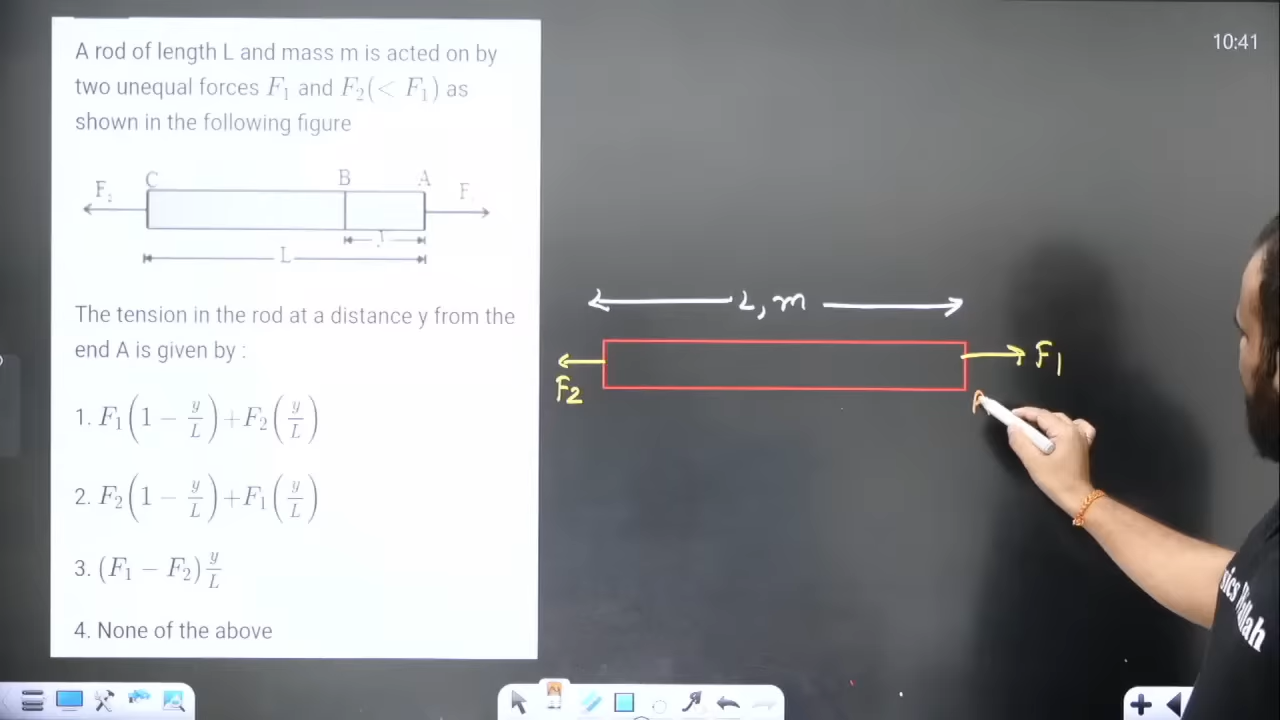 10:41
A rod of length L and mass m is acted on by
two unequal forces F₁ and F₂(< F₁) as
shown in the following figure
C B A
F₂ F
L
The tension in the rod at a distance y from the
end A is given by :
1. F₁(1 − y/L)+F₂(y/L)
2. F₂(1 − y/L)+F₁(y/L)
3. (F₁ − F₂)y/L
4. None of the above
L, m
F₁
F₂